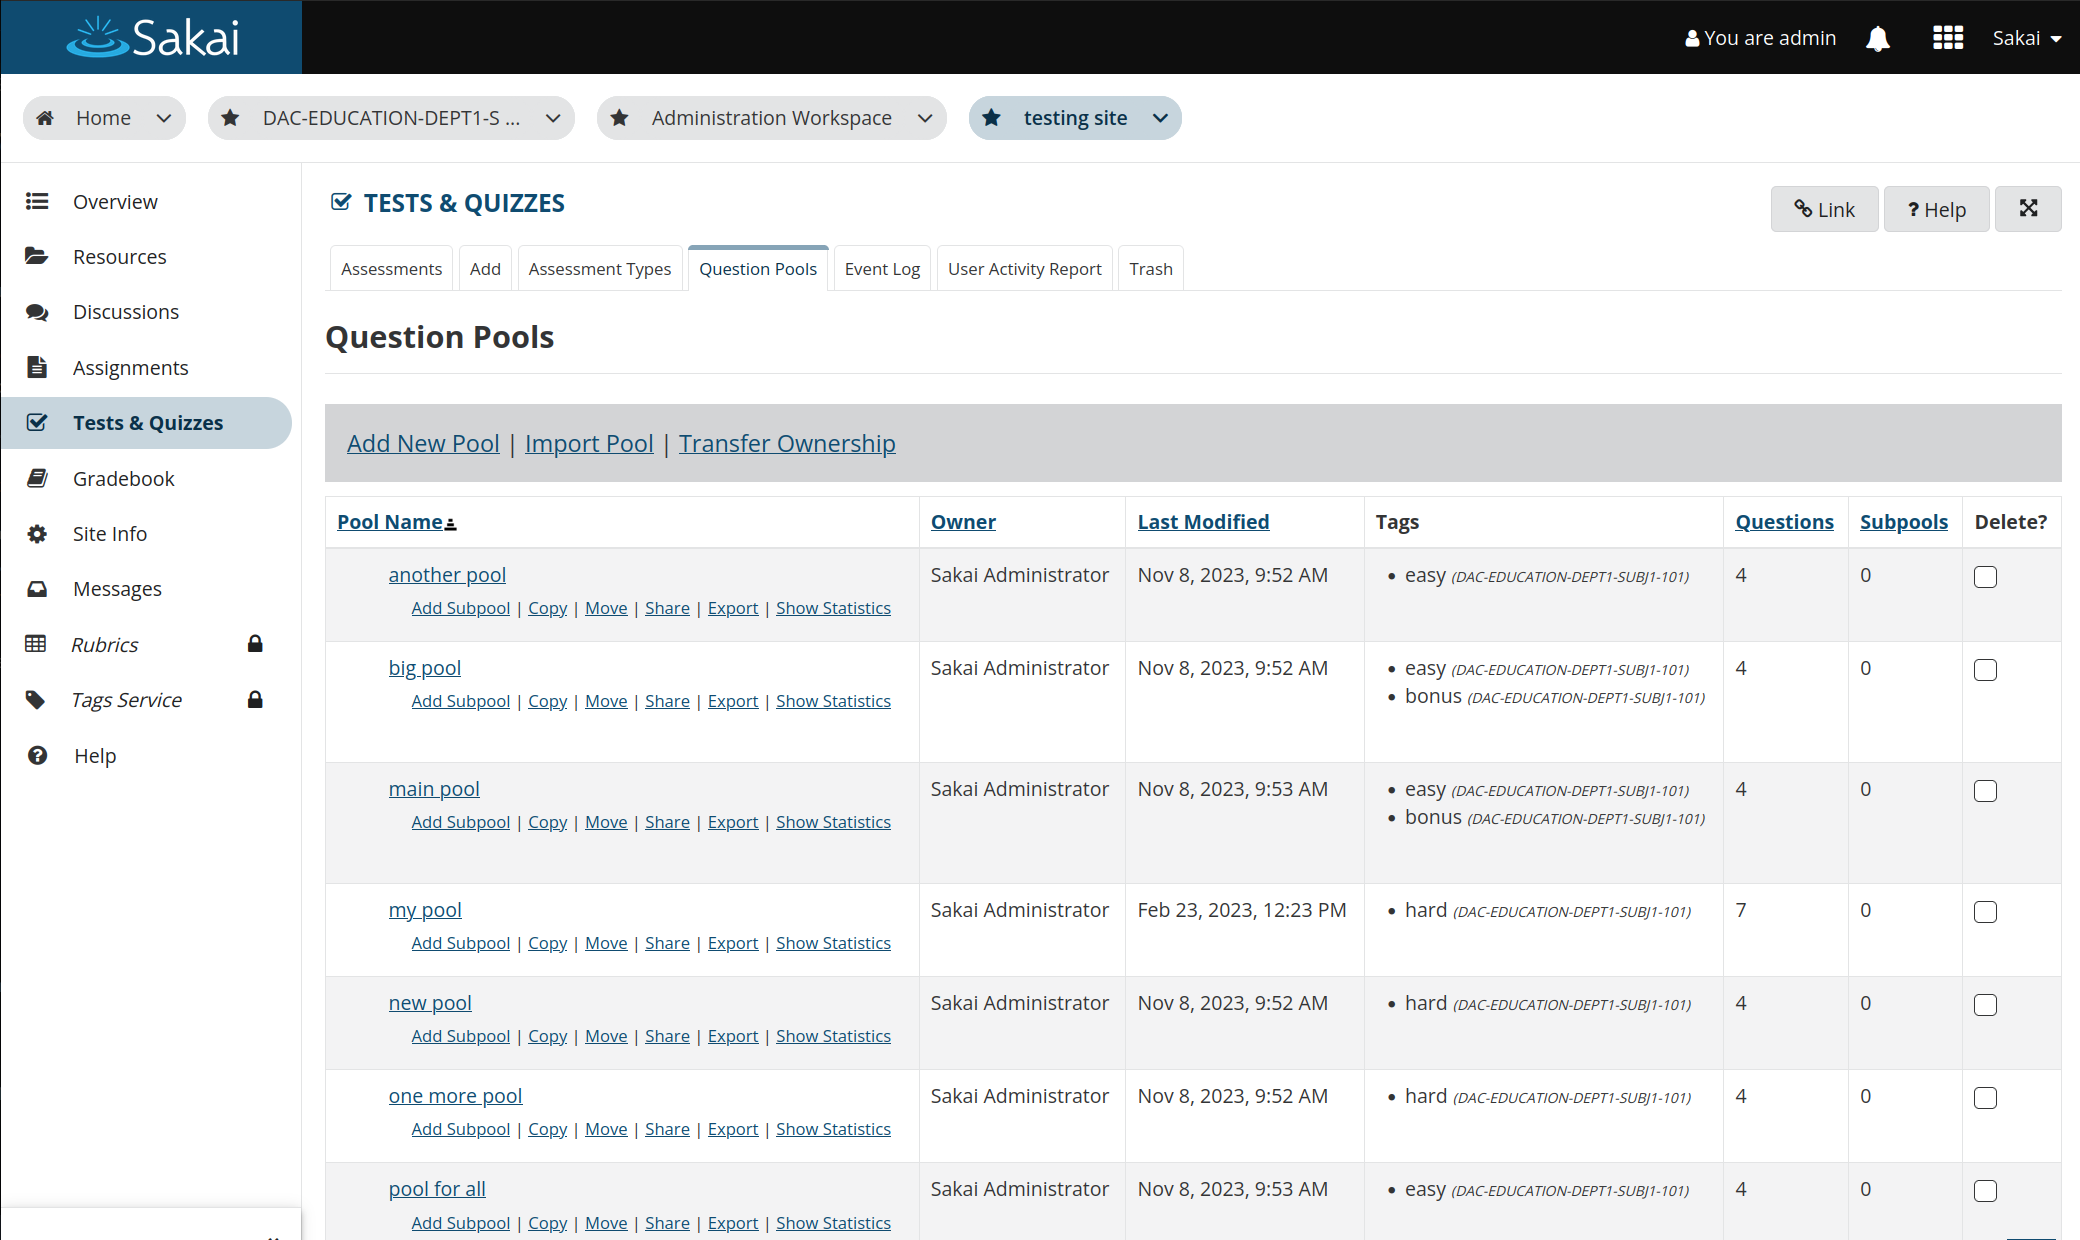 Sakai
You are admin
Sakai
Home
DAC-EDUCATION-DEPT1-S ...
Administration Workspace
testing site
Overview
Resources
Discussions
Assignments
Tests & Quizzes
Gradebook
Site Info
Messages
Rubrics
Tags Service
Help
TESTS & QUIZZES
Link
? Help
Assessments
Add
Assessment Types
Question Pools
Event Log
User Activity Report
Trash
Question Pools
Add New Pool | Import Pool | Transfer Ownership
Pool Name Owner Last Modified Tags Questions Subpools Delete?
another pool Sakai Administrator Nov 8, 2023, 9:52 AM • easy (DAC-EDUCATION-DEPT1-SUBJ1-101) 4 0
Add Subpool | Copy | Move | Share | Export | Show Statistics
big pool Sakai Administrator Nov 8, 2023, 9:52 AM • easy (DAC-EDUCATION-DEPT1-SUBJ1-101) 4 0
Add Subpool | Copy | Move | Share | Export | Show Statistics • bonus (DAC-EDUCATION-DEPT1-SUBJ1-101)
main pool Sakai Administrator Nov 8, 2023, 9:53 AM • easy (DAC-EDUCATION-DEPT1-SUBJ1-101) 4 0
Add Subpool | Copy | Move | Share | Export | Show Statistics • bonus (DAC-EDUCATION-DEPT1-SUBJ1-101)
my pool Sakai Administrator Feb 23, 2023, 12:23 PM • hard (DAC-EDUCATION-DEPT1-SUBJ1-101) 7 0
Add Subpool | Copy | Move | Share | Export | Show Statistics
new pool Sakai Administrator Nov 8, 2023, 9:52 AM • hard (DAC-EDUCATION-DEPT1-SUBJ1-101) 4 0
Add Subpool | Copy | Move | Share | Export | Show Statistics
one more pool Sakai Administrator Nov 8, 2023, 9:52 AM • hard (DAC-EDUCATION-DEPT1-SUBJ1-101) 4 0
Add Subpool | Copy | Move | Share | Export | Show Statistics
pool for all Sakai Administrator Nov 8, 2023, 9:53 AM • easy (DAC-EDUCATION-DEPT1-SUBJ1-101) 4 0
Add Subpool | Copy | Move | Share | Export | Show Statistics